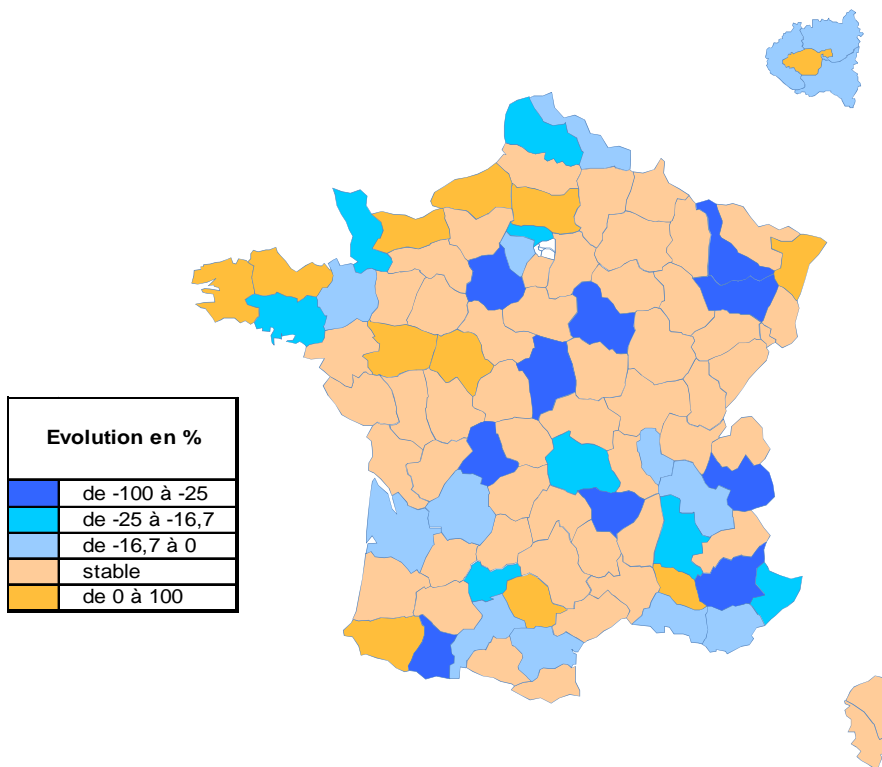 Evolution en %
de -100 à -25
de -25 à -16,7
de -16,7 à 0
stable
de 0 à 100